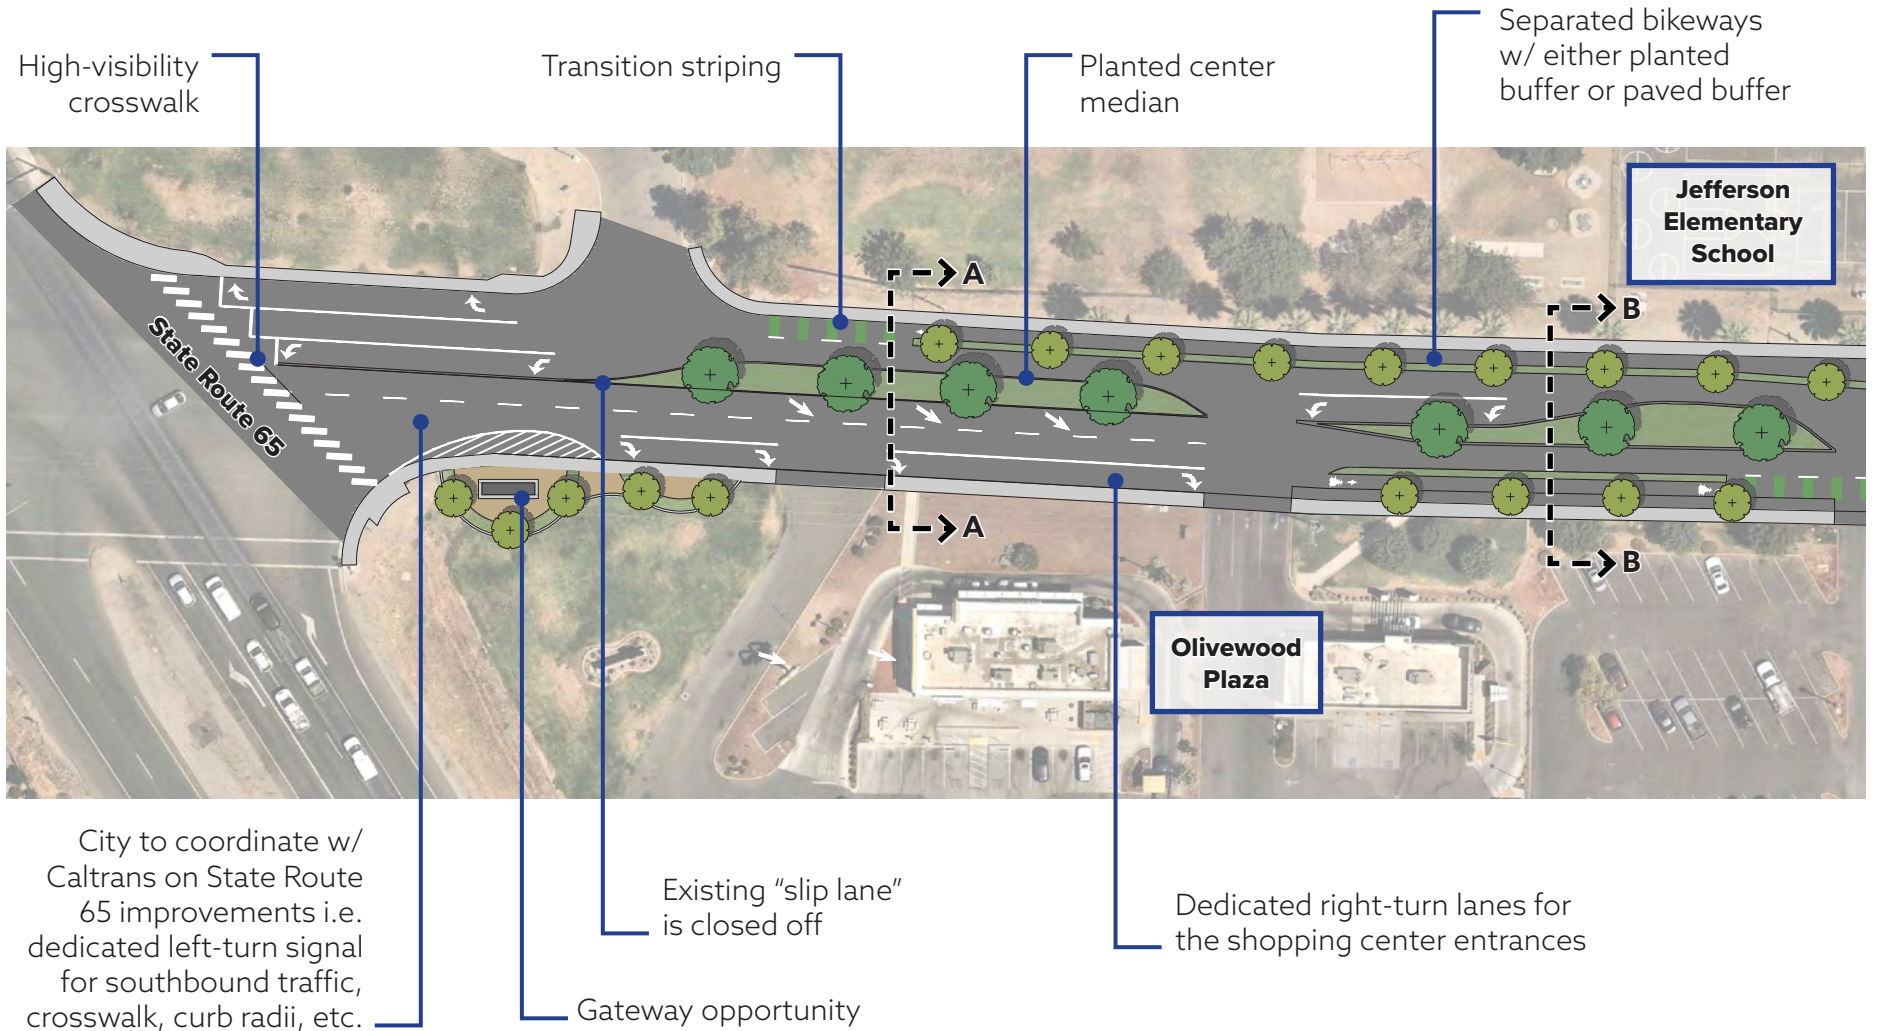 High-visibility
crosswalk
Transition striping
Planted center
median
Separated bikeways
w/ either planted
buffer or paved buffer
Jefferson
Elementary
School
A
B
State Route 65
A
B
Olivewood
Plaza
City to coordinate w/
Caltrans on State Route
65 improvements i.e.
dedicated left-turn signal
for southbound traffic,
crosswalk, curb radii, etc.
Existing “slip lane”
is closed off
Gateway opportunity
Dedicated right-turn lanes for
the shopping center entrances